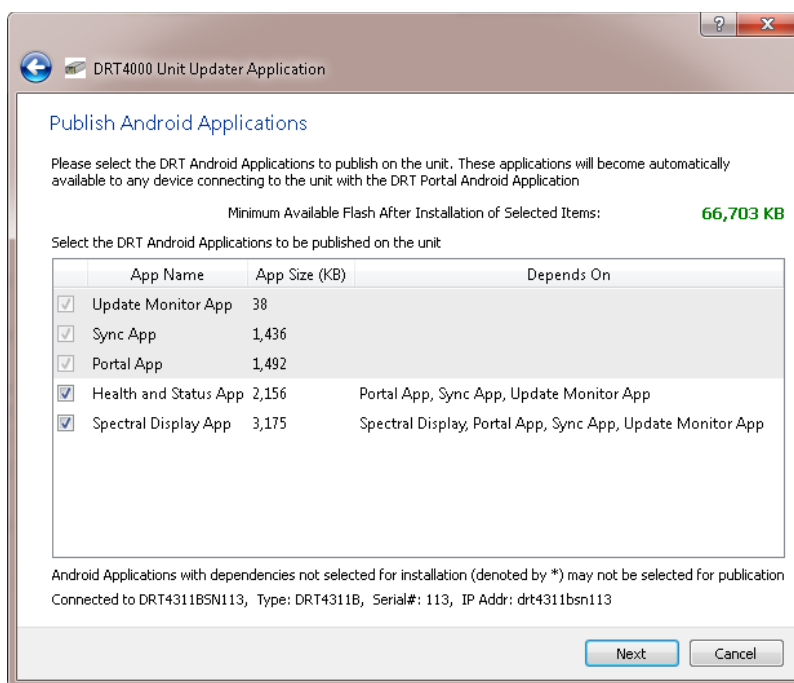 DRT4000 Unit Updater Application
Publish Android Applications
Please select the DRT Android Applications to publish on the unit. These applications will become automatically
available to any device connecting to the unit with the DRT Portal Android Application
Minimum Available Flash After Installation of Selected Items: 66,703 KB
Select the DRT Android Applications to be published on the unit
App Name App Size (KB) Depends On
Update Monitor App 38
Sync App 1,436
Portal App 1,492
Health and Status App 2,156 Portal App, Sync App, Update Monitor App
Spectral Display App 3,175 Spectral Display, Portal App, Sync App, Update Monitor App
Android Applications with dependencies not selected for installation (denoted by *) may not be selected for publication
Connected to DRT4311BSN113, Type: DRT4311B, Serial#: 113, IP Addr: drt4311bsn113
Next Cancel